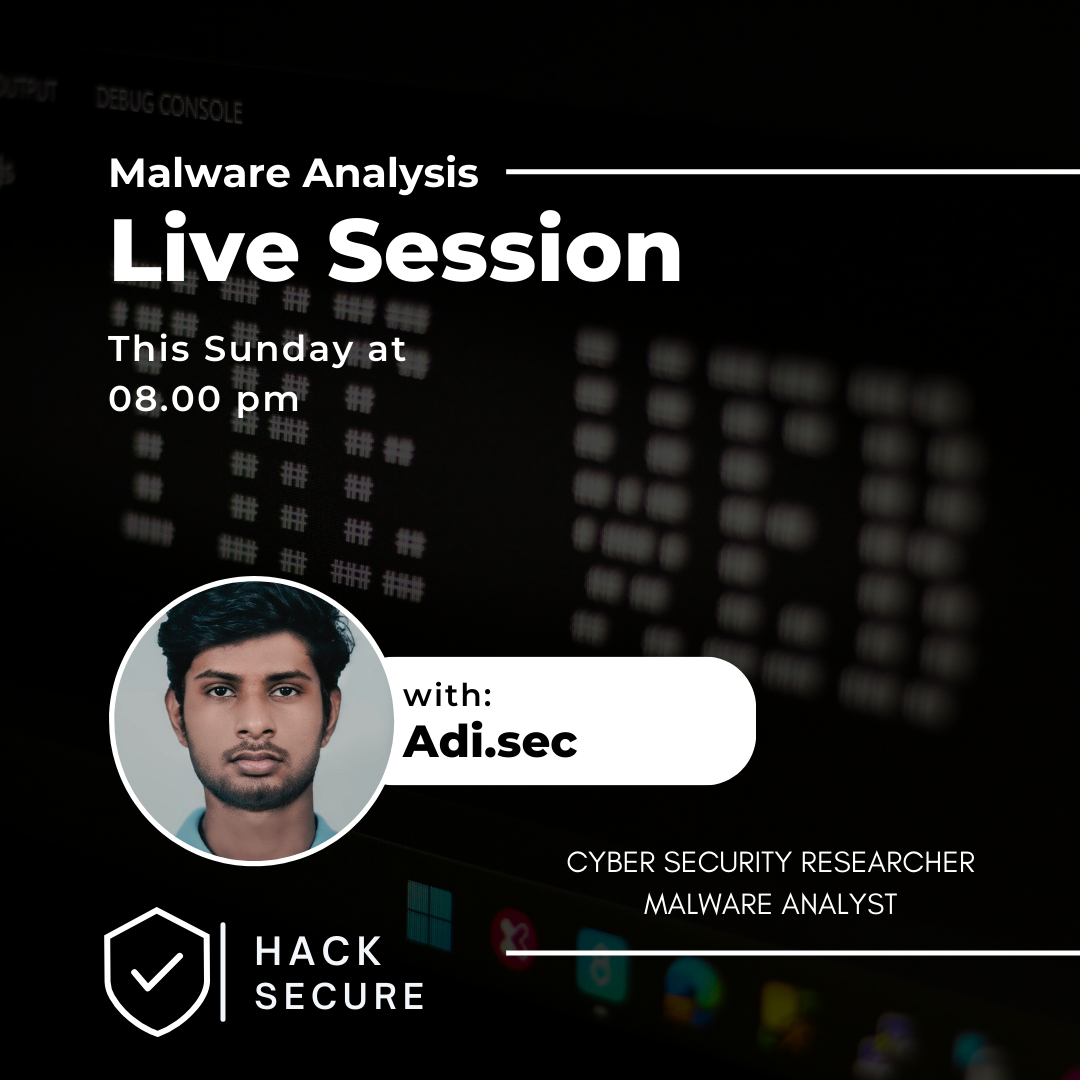 DEBUG CONSOLE
Malware Analysis
Live Session
This Sunday at
08.00 pm
with:
Adi.sec
CYBER SECURITY RESEARCHER
MALWARE ANALYST
HACK
SECURE